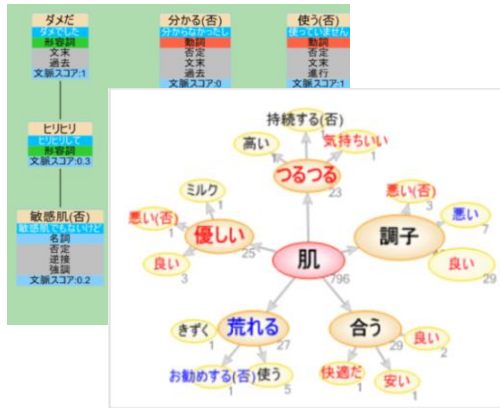 ダメだ
ダメでした
形容詞
文末
過去
文脈スコア:1
分かる(否)
分からなかったし
動詞
否定
文末
過去
文脈スコア:0
使う(否)
使っていません
動詞
否定
文末
進行
文脈スコア:1
ヒリヒリ
ヒリヒリして
形容詞
文脈スコア:0.3
敏感肌(否)
敏感肌でもないけど
名詞
否定
逆接
強調
文脈スコア:0.2
持続する(否)
高い
気持ちいい
1
つるつる
23
ミルク
1
悪い(否)
1
優しい
25
良い
3
悪い(否)
3
悪い
7
調子
良い
29
肌
796
きずく
1
荒れる
27
お勧めする(否)
1
使う
5
合う
29
良い
2
快適だ
1
安い
1